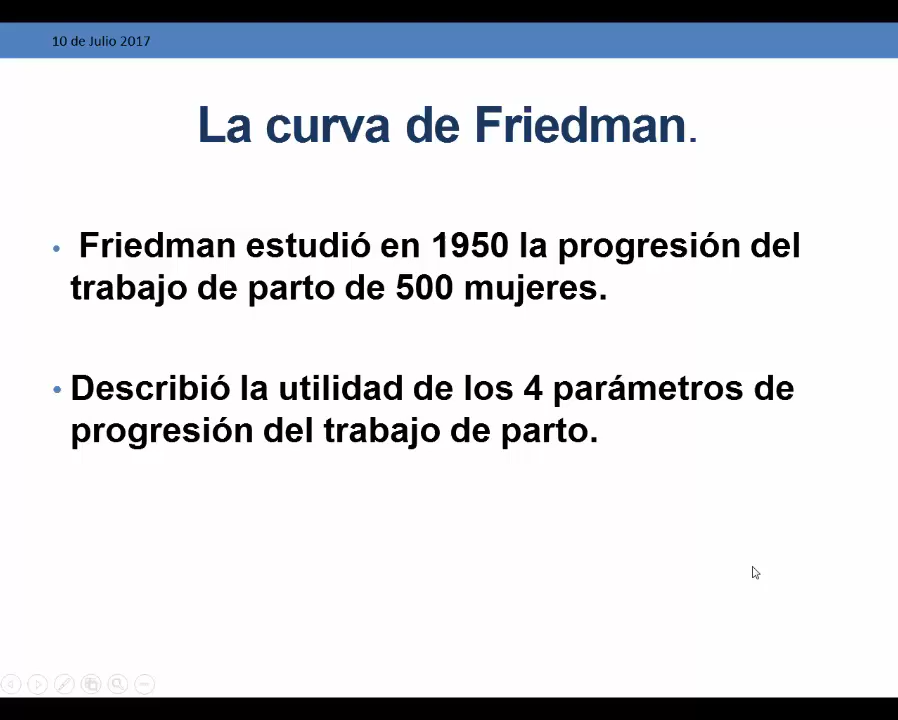 10 de Julio 2017
La curva de Friedman.
• Friedman estudió en 1950 la progresión del
trabajo de parto de 500 mujeres.
• Describió la utilidad de los 4 parámetros de
progresión del trabajo de parto.